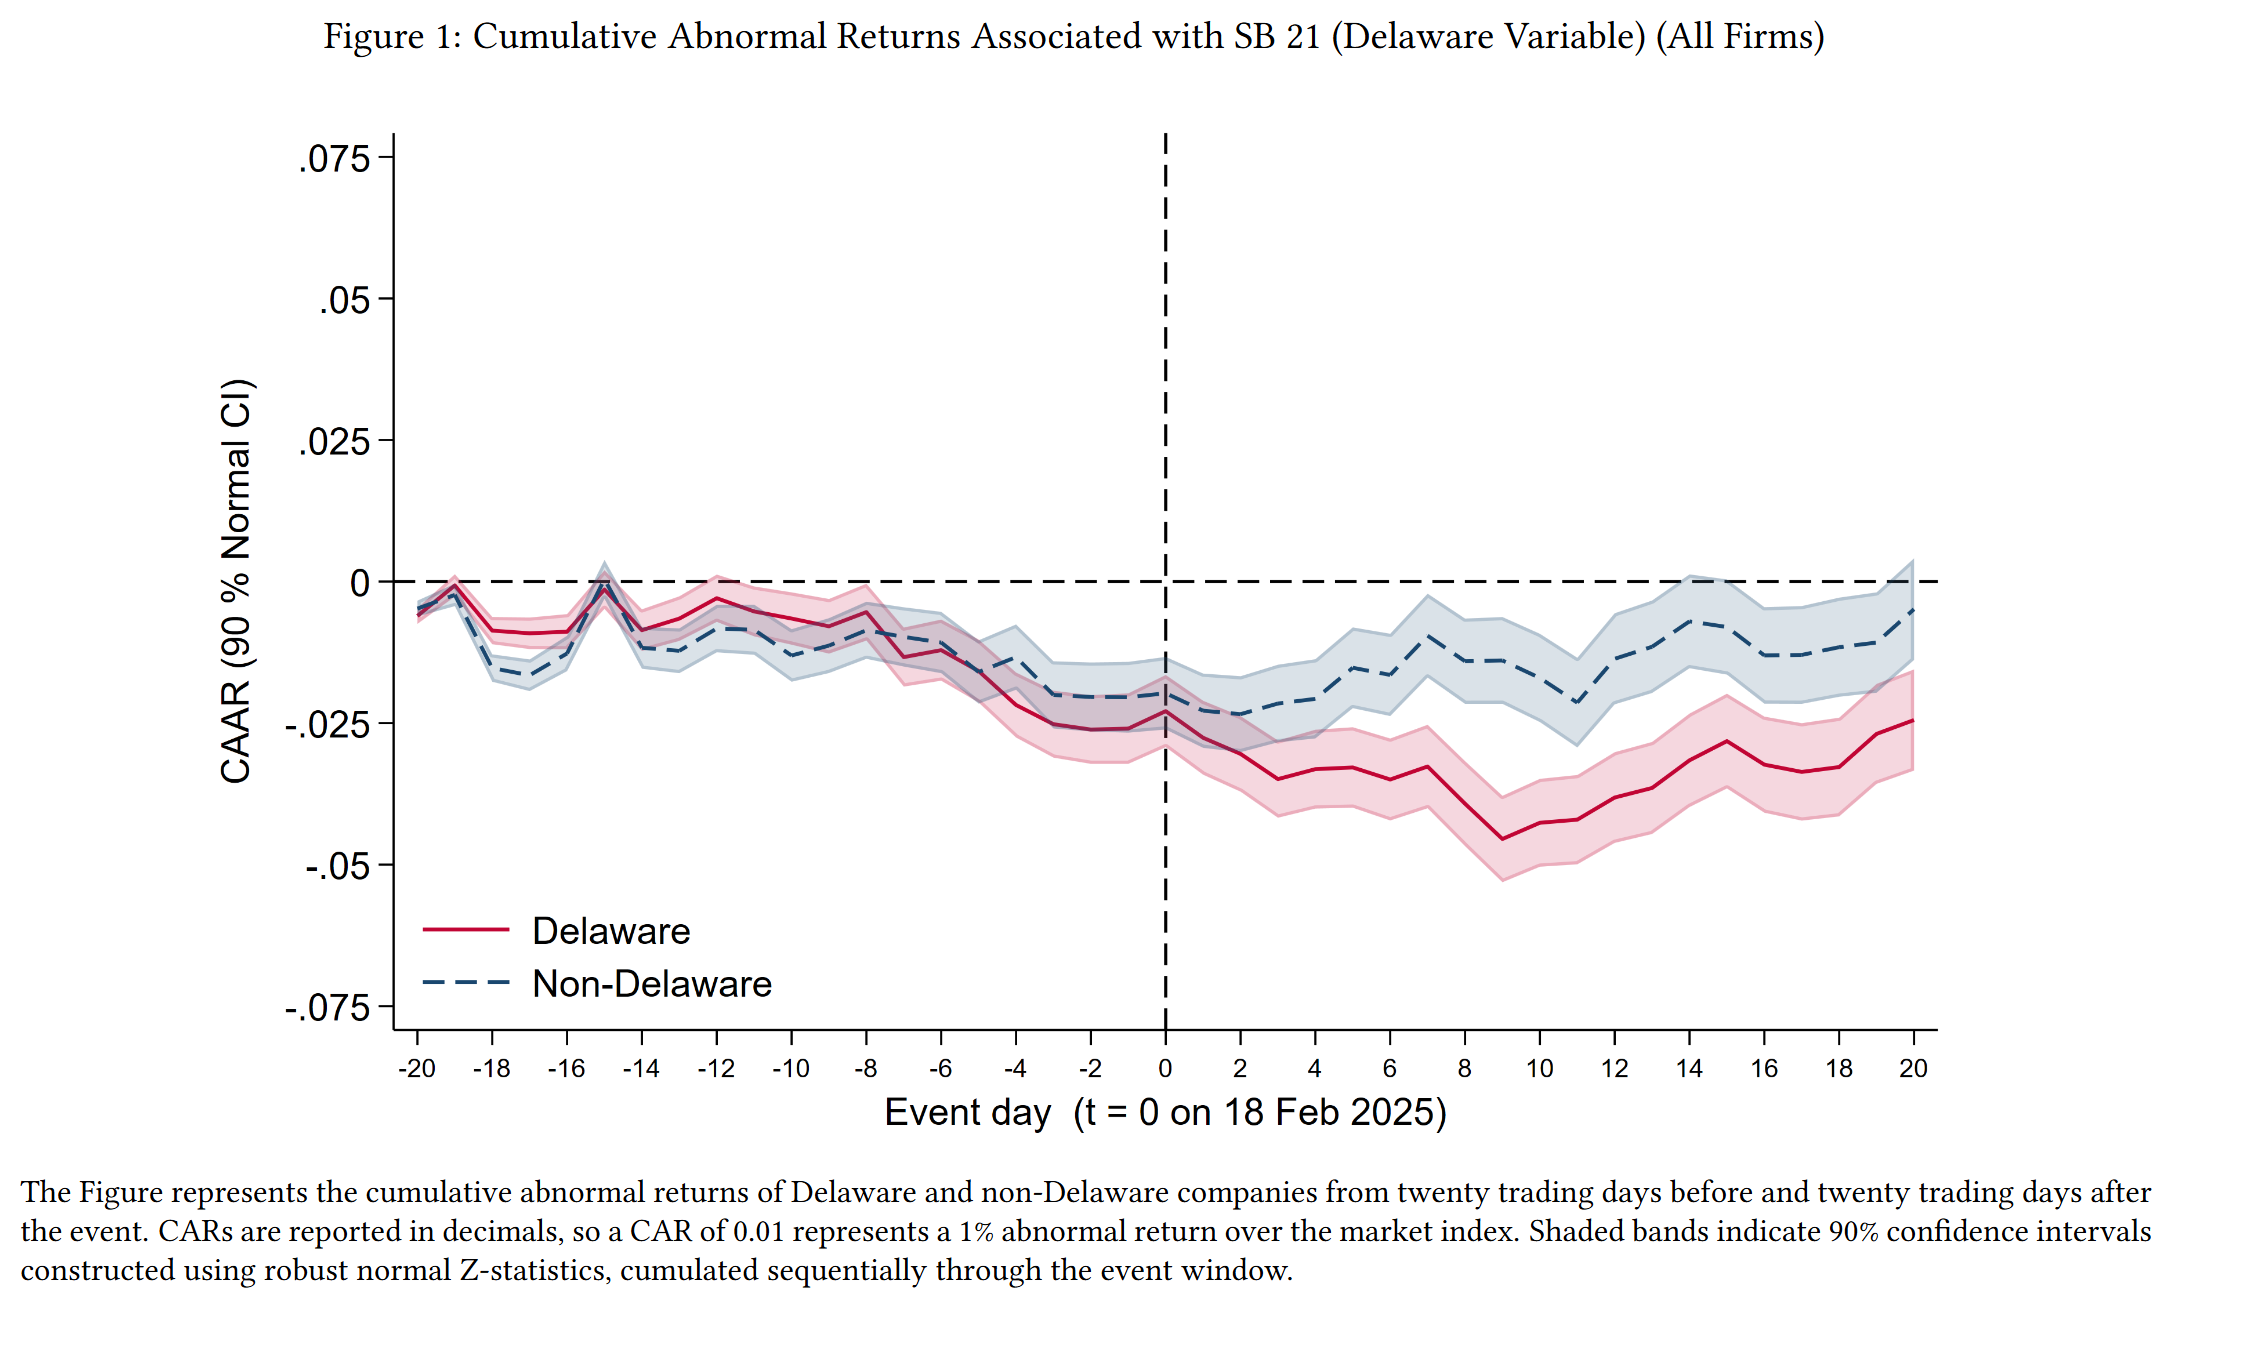 Figure 1: Cumulative Abnormal Returns Associated with SB 21 (Delaware Variable) (All Firms)
CAAR (90 % Normal CI)
.075
.05
.025
0
-.025
-.05
-.075
Delaware
Non-Delaware
-20 -18 -16 -14 -12 -10 -8 -6 -4 -2 0 2 4 6 8 10 12 14 16 18 20
Event day (t = 0 on 18 Feb 2025)
The Figure represents the cumulative abnormal returns of Delaware and non-Delaware companies from twenty trading days before and twenty trading days after
the event. CARs are reported in decimals, so a CAR of 0.01 represents a 1% abnormal return over the market index. Shaded bands indicate 90% confidence intervals
constructed using robust normal Z-statistics, cumulated sequentially through the event window.